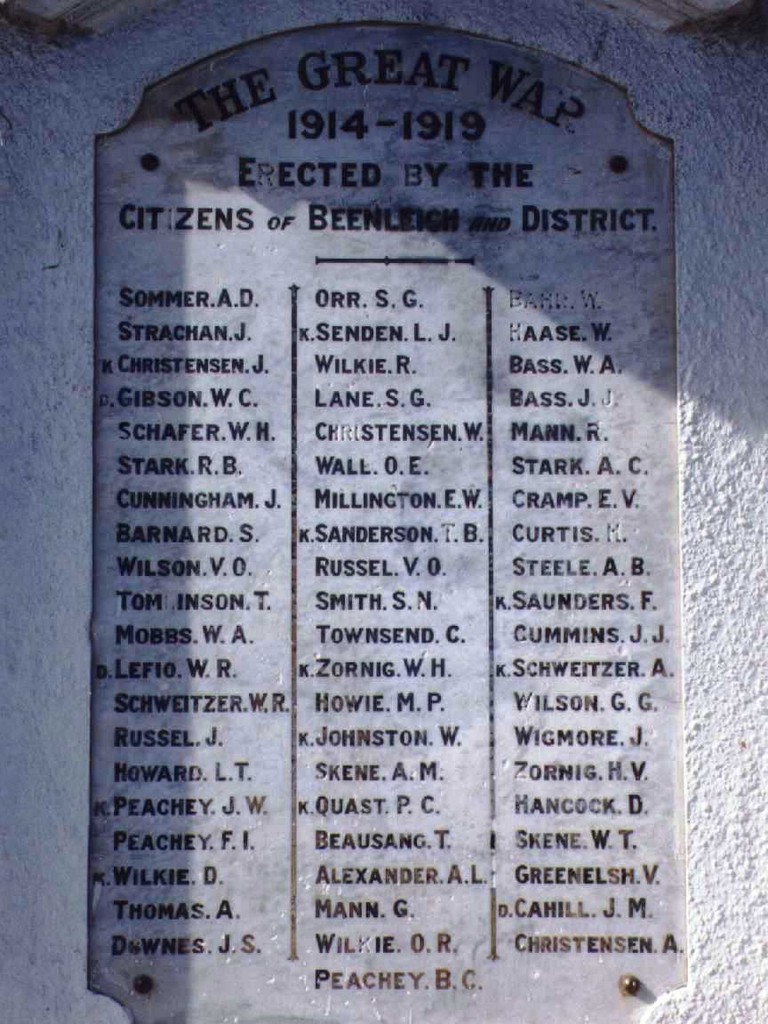 THE GREAT WAR
1914-1919
ERECTED BY THE
CITIZENS OF BEENLEIGH AND DISTRICT.
SOMMER. A. D.
STRACHAN. J.
K CHRISTENSEN. J.
D. GIBSON. W. C.
SCHAFER. W. H.
STARK. R. B.
CUNNINGHAM. J.
BARNARD. S.
WILSON. V. O.
TOM INSON. T.
MOBBS. W. A.
D. LEFIO. W. R.
SCHWEITZER. W. R.
RUSSEL. J.
HOWARD. L. T.
K. PEACHEY. J. W.
PEACHEY. F. I.
K. WILKIE. D.
THOMAS. A.
DOWNES. J. S.
ORR. S. G.
K. SENDEN. L. J.
WILKIE. R.
LANE. S. G.
CHRISTENSEN. W.
WALL. O. E.
MILLINGTON. E. W.
K. SANDERSON. T. B.
RUSSEL. V. O.
SMITH. S. N.
TOWNSEND. C.
K. ZORNIG. W. H.
HOWIE. M. P.
K. JOHNSTON. W.
SKENE. A. M.
K. QUAST. P. C.
BEAUSANG. T.
ALEXANDER. A. L.
MANN. G.
WILKIE. O. R.
PEACHEY. B. C.
BAHR. W.
HAASE. W.
BASS. W. A.
BASS. J. J.
MANN. R.
STARK. A. C.
CRAMP. E. V.
CURTIS.
STEELE. A. B.
K. SAUNDERS. F.
CUMMINS. J. J.
K. SCHWEITZER. A.
WILSON. G. G.
WIGMORE. J.
ZORNIG. H. V.
HANCOCK. D.
SKENE. W. T.
GREENELSH. V.
D. CAHILL. J. M.
CHRISTENSEN. A.